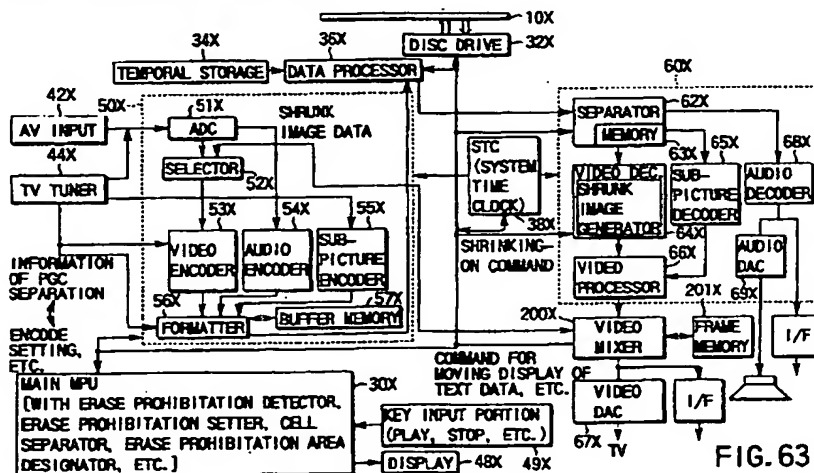 10X
34X
36X
DISC DRIVE
32X
TEMPORAL STORAGE
DATA PROCESSOR
60X
42X
50X
51X
SHRUNK
IMAGE DATA
SEPARATOR
62X
AV INPUT
ADC
MEMORY
65X
68X
44X
SELECTOR
STC
(SYSTEM
TIME
CLOCK)
63X
TV TUNER
52X
VIDEO DEC.
SHRUNK
IMAGE
GENERATOR
SUB-
PICTURE
DECODER
AUDIO
DECODER
53X
54X
55X
38X
64X
INFORMATION
OF PGC
SEPARATION
VIDEO
ENCODER
AUDIO
ENCODER
SUB-
PICTURE
ENCODER
SHRINKING-
ON COMMAND
66X
AUDIO
DAC
VIDEO
PROCESSOR
69X
56X
57X
FORMATTER
BUFFER MEMORY
200X
201X
ENCODE
SETTING,
ETC.
VIDEO
MIXER
FRAME
MEMORY
I/F
30X
COMMAND FOR
MOVING DISPLAY OF
TEXT DATA, ETC.
MAIN MPU
[WITH ERASE PROHIBITATION DETECTOR,
ERASE PROHIBITATION SETTER, CELL
SEPARATOR, ERASE PROHIBITATION AREA
DESIGNATOR, ETC.]
KEY INPUT PORTION
(PLAY, STOP, ETC.)
VIDEO
DAC
I/F
67X
TV
DISPLAY
48X
49X
FIG. 63